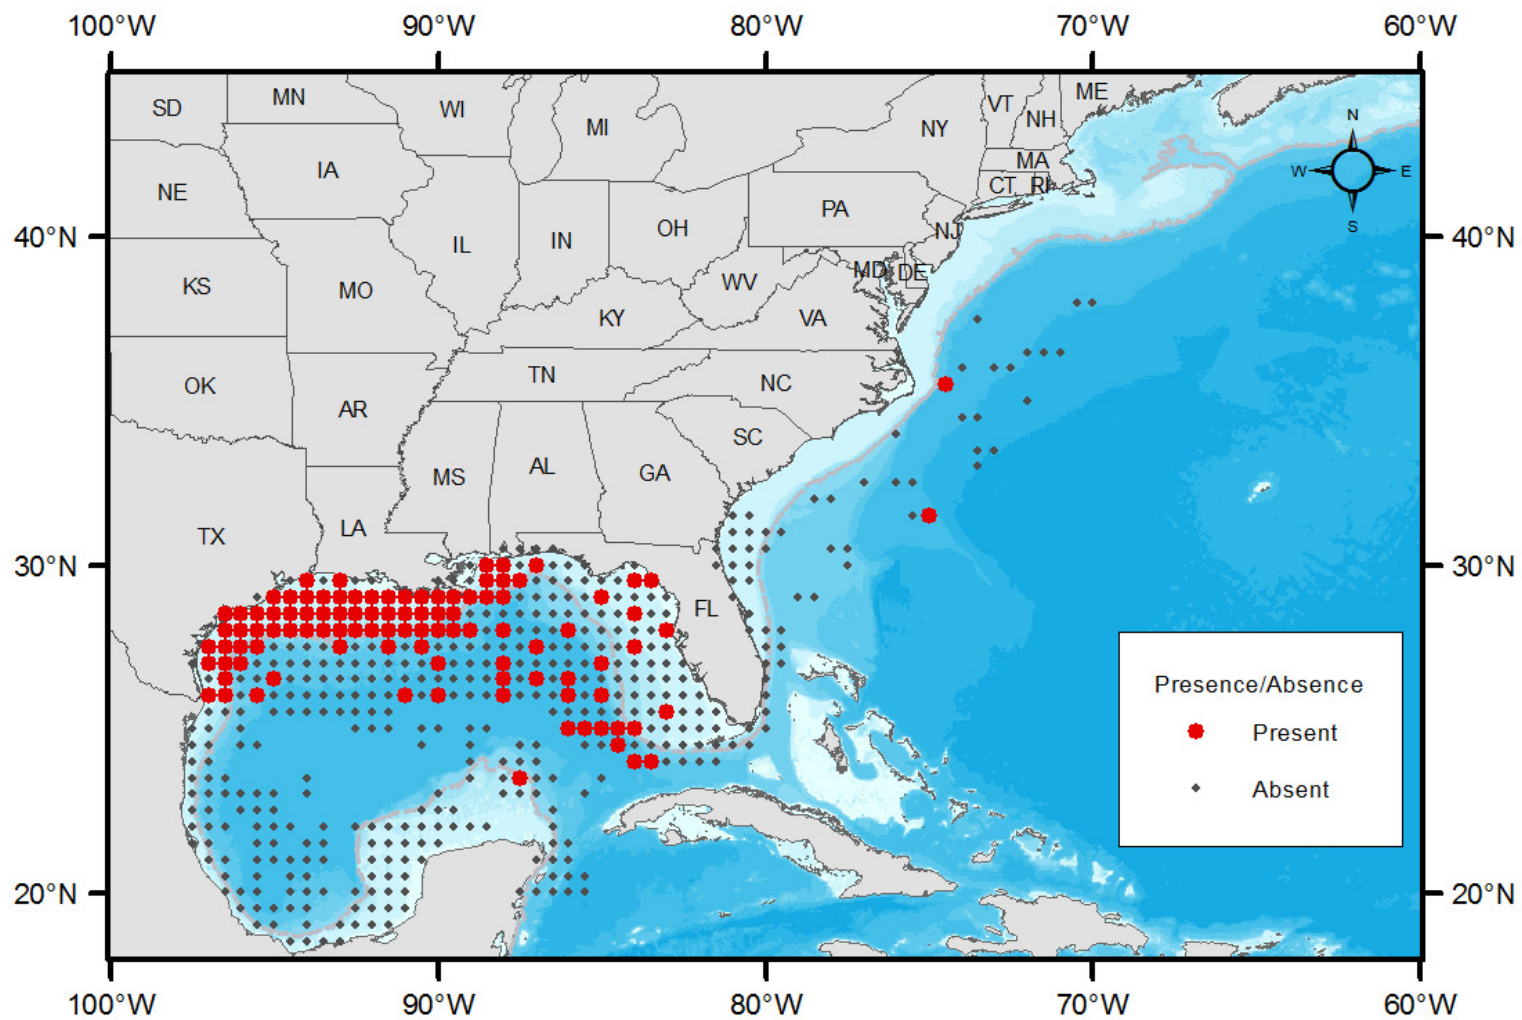 100°W 90°W 80°W 70°W 60°W
SD MN WI MI NY VT NH ME
N
IA MA
W E
NE CT RI
PA
S
40°N IL IN OH NJ 40°N
KS MO WV MD DE
KY VA
OK TN NC
AR SC
MS AL GA
TX LA
30°N 30°N
FL
Presence/Absence
Present
Absent
20°N 20°N
100°W 90°W 80°W 70°W 60°W